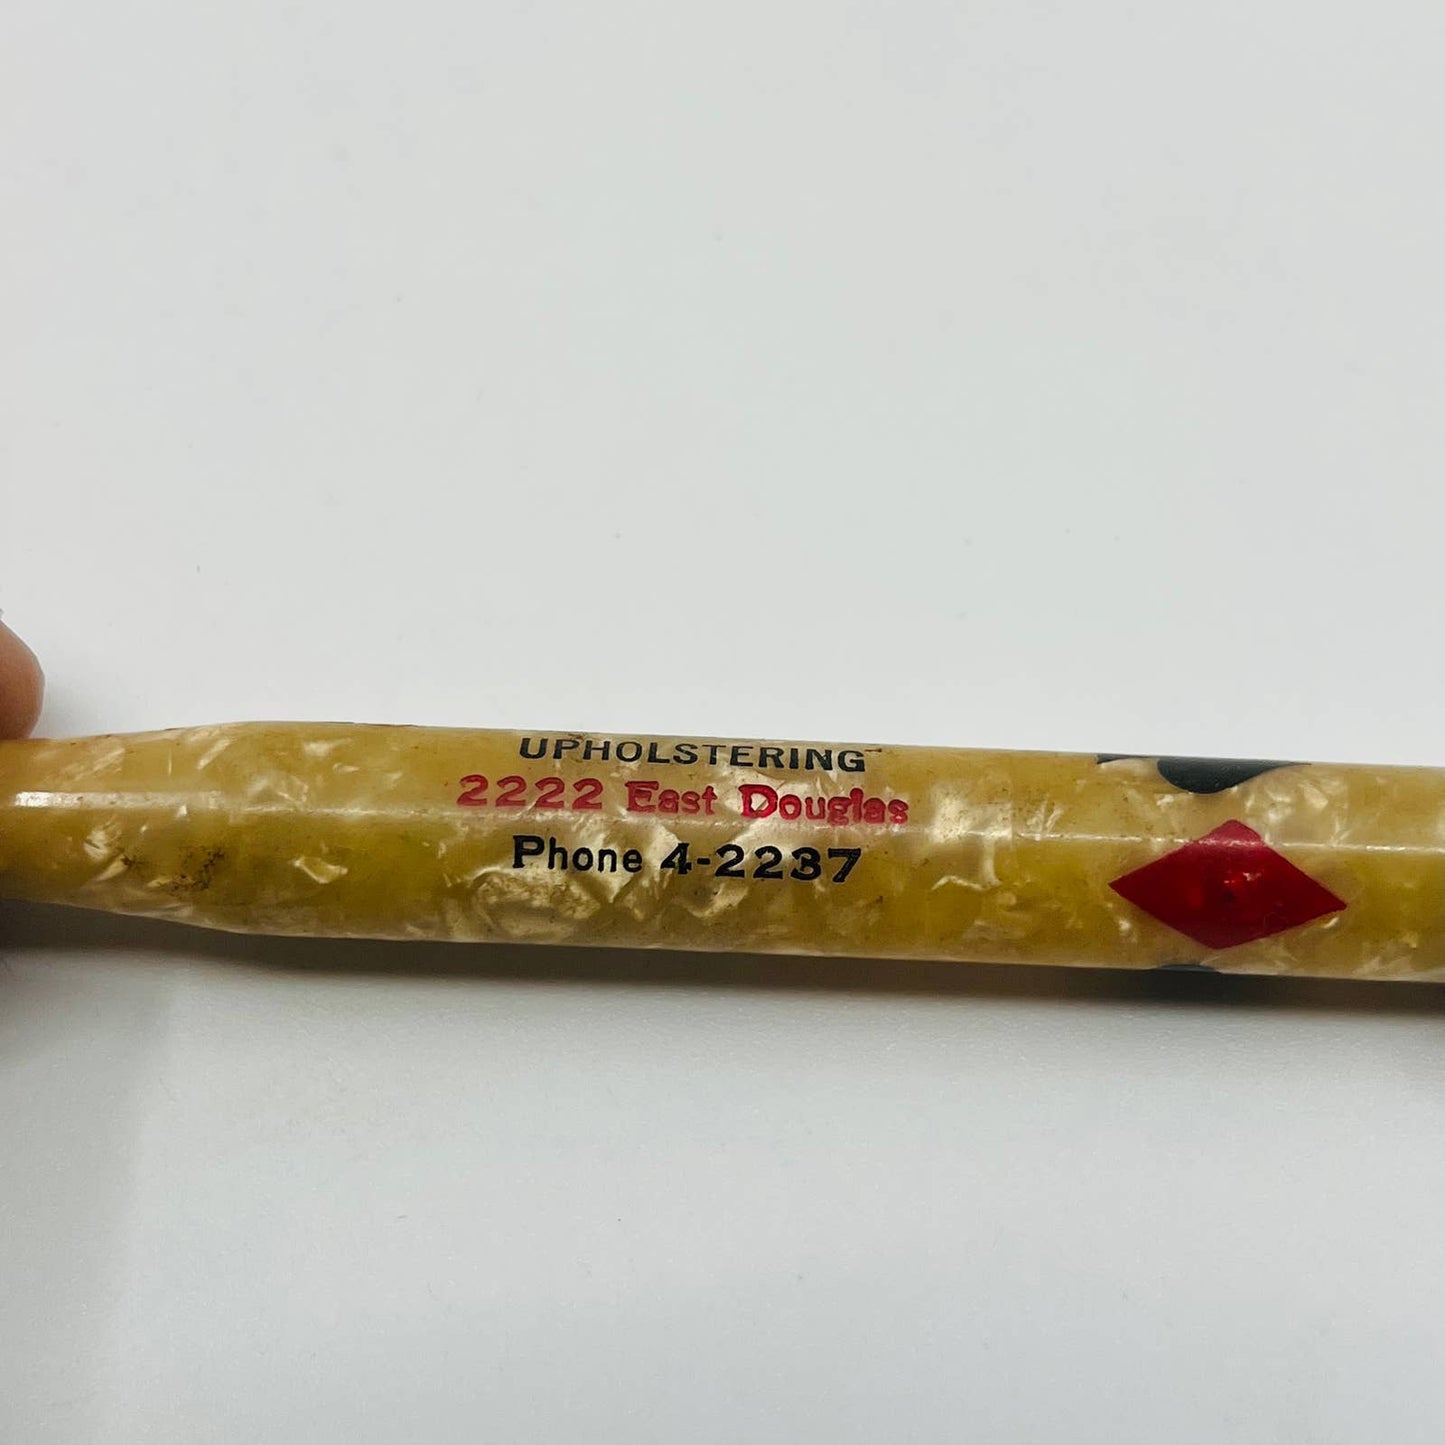 UPHOLSTERING
2222 East Douglas
Phone 4-2237